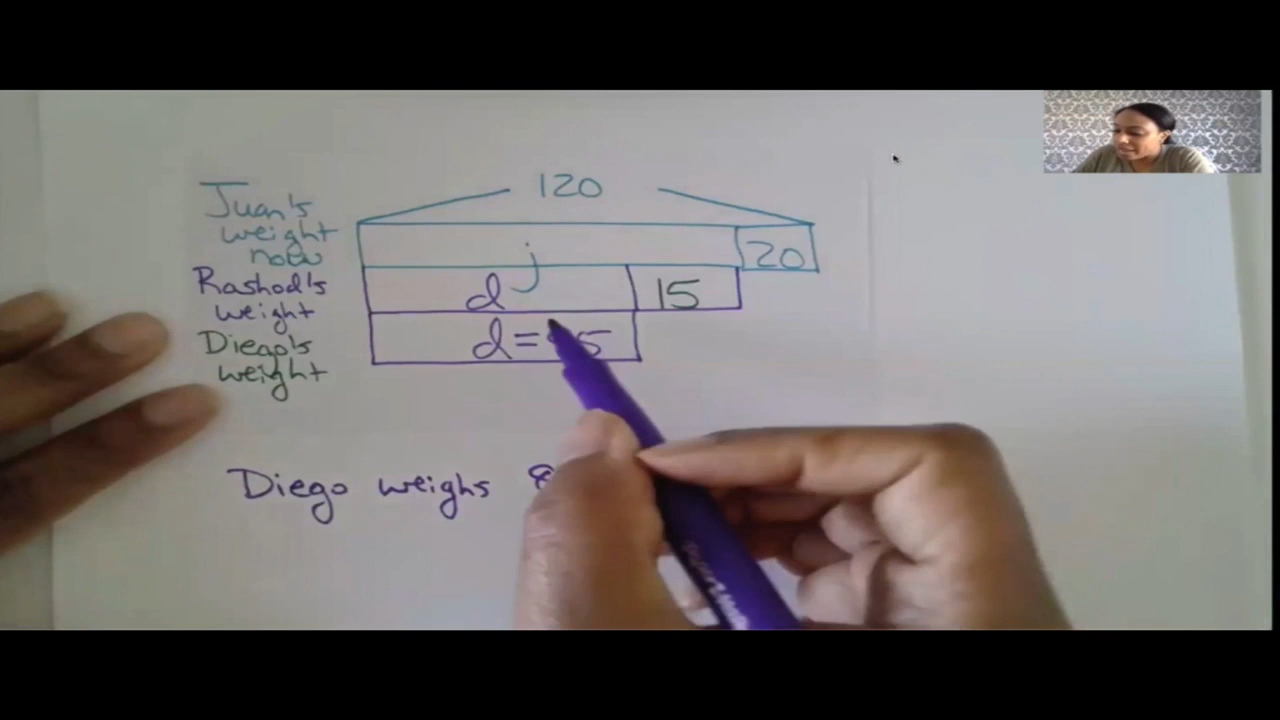 120
Juan's
weight
now
j
20
Rashod's
weight
d
15
Diego's
weight
d=
Diego weighs